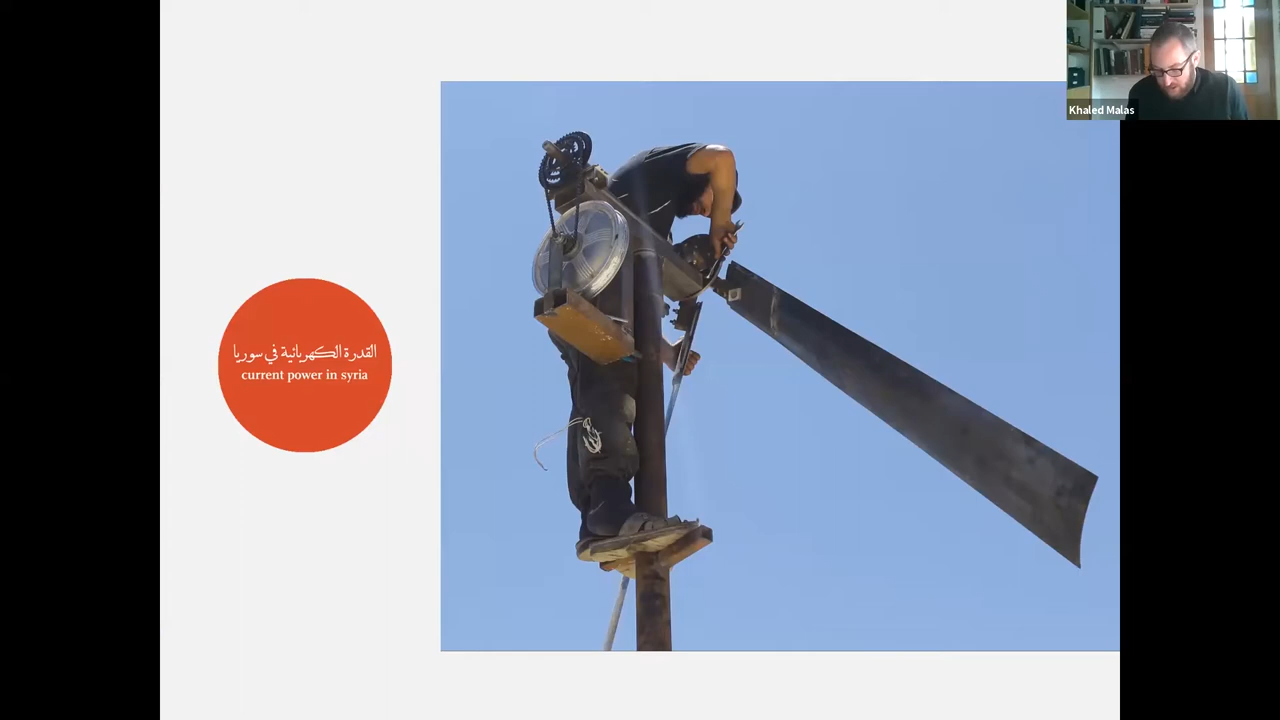 القدرة الكهربائية في سوريا
current power in syria
Khaled Malas